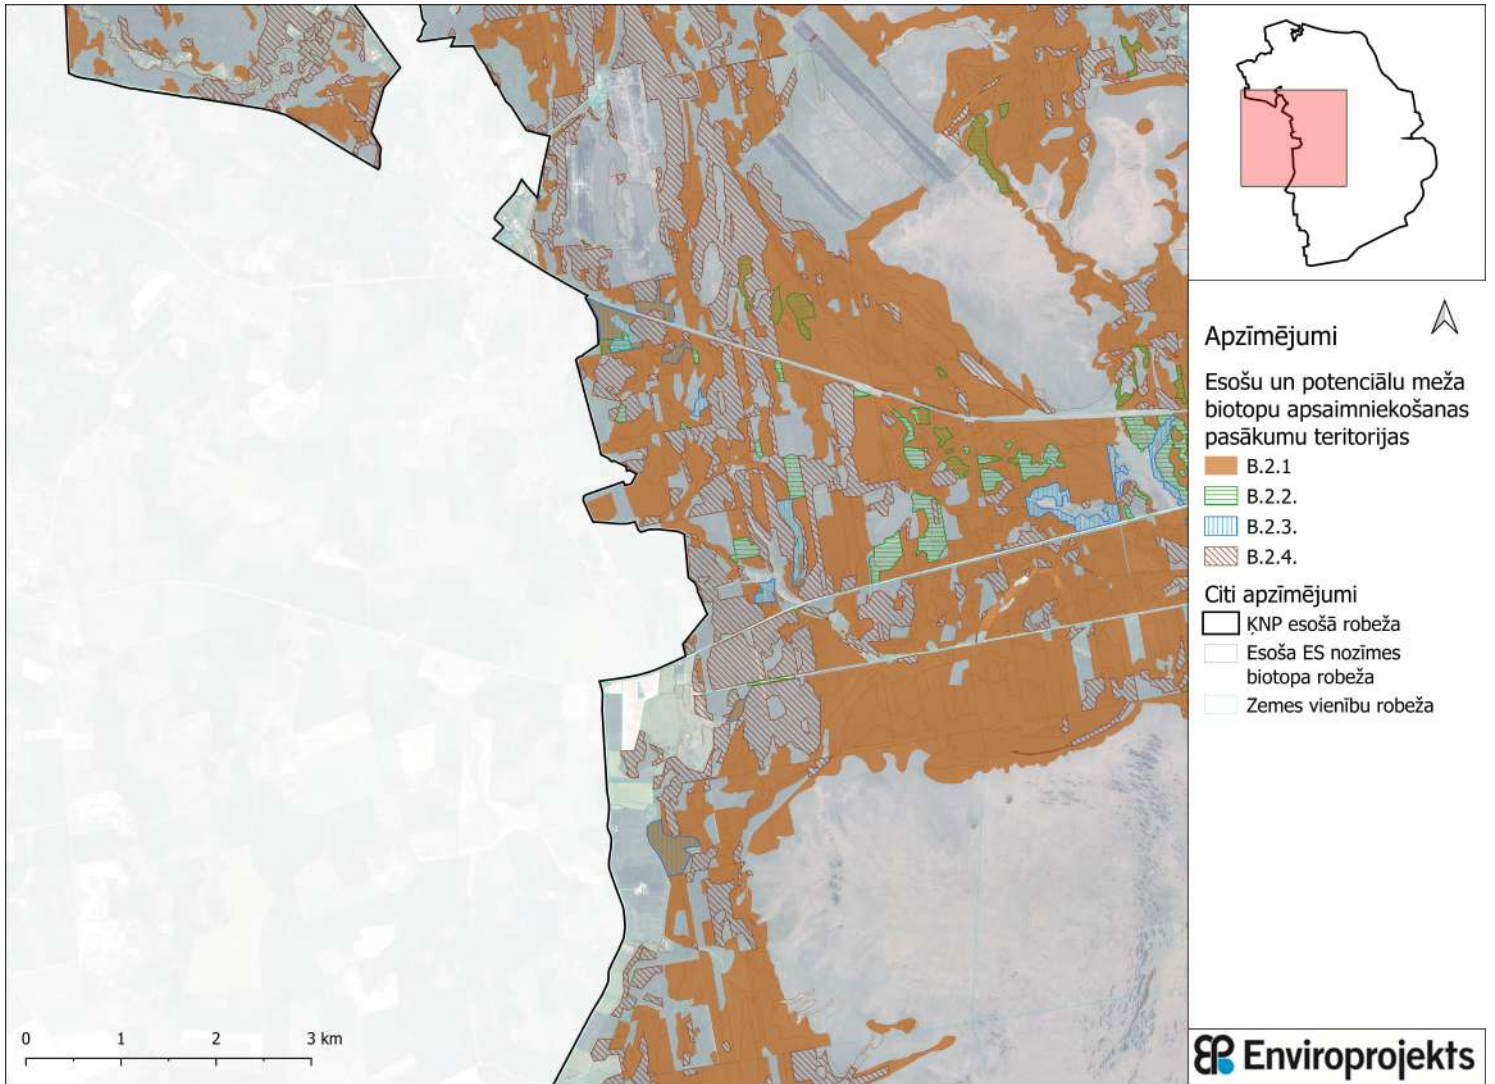 Apzīmējumi
Esošu un potenciālu meža
biotopu apsaimniekošanas
pasākumu teritorijas
B.2.1
B.2.2.
B.2.3.
B.2.4.
Citi apzīmējumi
ĶNP esošā robeža
Esoša ES nozīmes
biotopa robeža
Zemes vienību robeža
0 1 2 3 km
Enviroprojekts